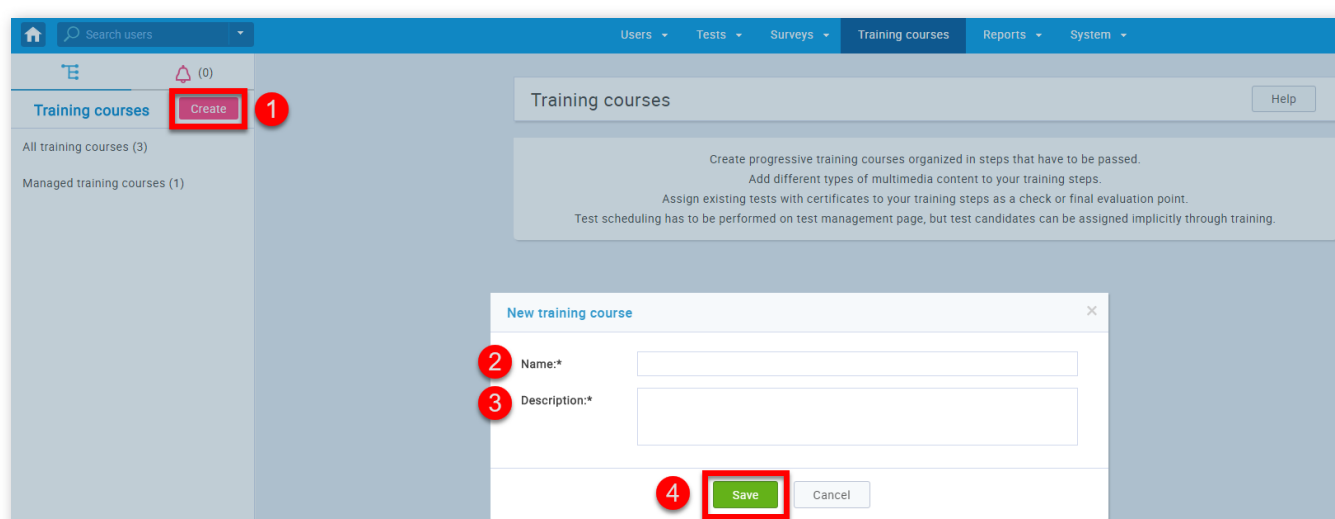 Search users
Users
Tests
Surveys
Training courses
Reports
System
(0)
Training courses
Create
1
All training courses (3)
Managed training courses (1)
Training courses
Help
Create progressive training courses organized in steps that have to be passed.
Add different types of multimedia content to your training steps.
Assign existing tests with certificates to your training steps as a check or final evaluation point.
Test scheduling has to be performed on test management page, but test candidates can be assigned implicitly through training.
New training course
2 Name:*
3 Description:*
4 Save Cancel